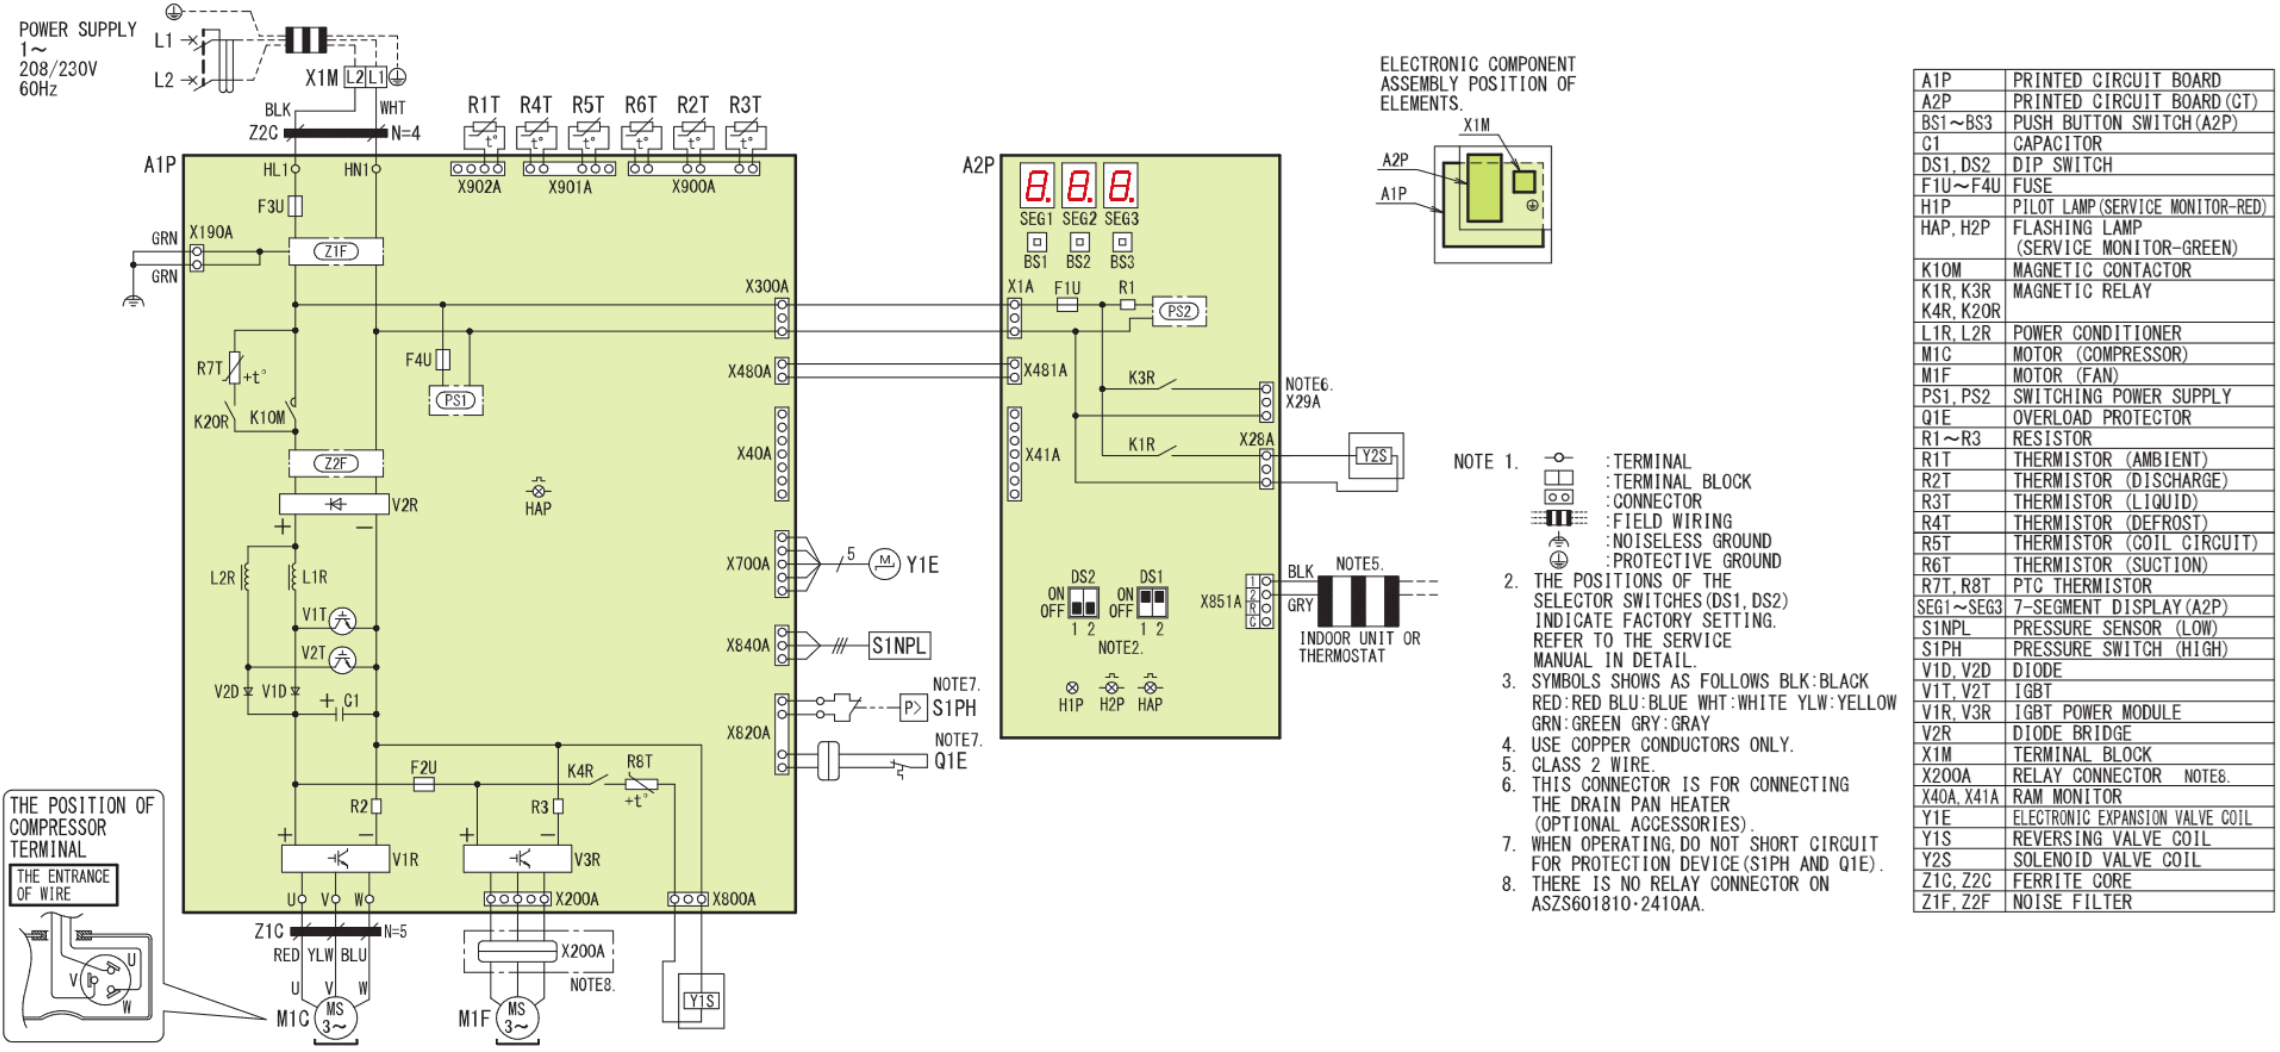 POWER SUPPLY
1～
208/230V
60Hz
L1
L2
X1M
L2 L1
BLK
WHT
Z2C
N=4
R1T R4T R5T R6T R2T R3T
t° t° t° t° t° t°
A1P
HL1
HN1
X902A
X901A
X900A
F3U
GRN
X190A
GRN
Z1F
X300A
R7T
+t°
F4U
X480A
PS1
K20R
K10M
X40A
Z2F
V2R
+
−
HAP
X700A
5
M
Y1E
L2R
L1R
V1T
V2T
X840A
S1NPL
V2D
V1D
+
C1
NOTE7.
P>
S1PH
X820A
NOTE7.
Q1E
F2U
K4R
R8T
+t°
R2
R3
+
−
+
−
V1R
V3R
U V W
X200A
X800A
Z1C
N=5
RED YLW BLU
X200A
NOTE8.
U V W
M1C
MS
3～
M1F
MS
3～
Y1S
THE POSITION OF
COMPRESSOR
TERMINAL
THE ENTRANCE
OF WIRE
U
V
W
A2P
8. 8. 8.
SEG1 SEG2 SEG3
BS1 BS2 BS3
X1A
F1U
R1
PS2
X481A
K3R
NOTE6.
X29A
X41A
K1R
X28A
Y2S
DS2
DS1
ON
OFF
ON
OFF
1 2
1 2
NOTE2.
X851A
1
2
R
C
BLK
GRY
NOTE5.
INDOOR UNIT OR
THERMOSTAT
H1P H2P HAP
ELECTRONIC COMPONENT
ASSEMBLY POSITION OF
ELEMENTS.
X1M
A2P
A1P
NOTE 1.
:TERMINAL
:TERMINAL BLOCK
:CONNECTOR
:FIELD WIRING
:NOISELESS GROUND
:PROTECTIVE GROUND
2. THE POSITIONS OF THE
SELECTOR SWITCHES(DS1,DS2)
INDICATE FACTORY SETTING.
REFER TO THE SERVICE
MANUAL IN DETAIL.
3. SYMBOLS SHOWS AS FOLLOWS BLK:BLACK
RED:RED BLU:BLUE WHT:WHITE YLW:YELLOW
GRN:GREEN GRY:GRAY
4. USE COPPER CONDUCTORS ONLY.
5. CLASS 2 WIRE.
6. THIS CONNECTOR IS FOR CONNECTING
THE DRAIN PAN HEATER
(OPTIONAL ACCESSORIES).
7. WHEN OPERATING,DO NOT SHORT CIRCUIT
FOR PROTECTION DEVICE(S1PH AND Q1E).
8. THERE IS NO RELAY CONNECTOR ON
ASZS601810·2410AA.
A1P PRINTED CIRCUIT BOARD
A2P PRINTED CIRCUIT BOARD(CT)
BS1～BS3 PUSH BUTTON SWITCH(A2P)
C1 CAPACITOR
DS1,DS2 DIP SWITCH
F1U～F4U FUSE
H1P PILOT LAMP(SERVICE MONITOR-RED)
HAP,H2P FLASHING LAMP
(SERVICE MONITOR-GREEN)
K10M MAGNETIC CONTACTOR
K1R,K3R MAGNETIC RELAY
K4R,K20R
L1R,L2R POWER CONDITIONER
M1C MOTOR (COMPRESSOR)
M1F MOTOR (FAN)
PS1,PS2 SWITCHING POWER SUPPLY
Q1E OVERLOAD PROTECTOR
R1～R3 RESISTOR
R1T THERMISTOR (AMBIENT)
R2T THERMISTOR (DISCHARGE)
R3T THERMISTOR (LIQUID)
R4T THERMISTOR (DEFROST)
R5T THERMISTOR (COIL CIRCUIT)
R6T THERMISTOR (SUCTION)
R7T,R8T PTC THERMISTOR
SEG1～SEG3 7-SEGMENT DISPLAY(A2P)
S1NPL PRESSURE SENSOR (LOW)
S1PH PRESSURE SWITCH (HIGH)
V1D,V2D DIODE
V1T,V2T IGBT
V1R,V3R IGBT POWER MODULE
V2R DIODE BRIDGE
X1M TERMINAL BLOCK
X200A RELAY CONNECTOR NOTE8.
X40A,X41A RAM MONITOR
Y1E ELECTRONIC EXPANSION VALVE COIL
Y1S REVERSING VALVE COIL
Y2S SOLENOID VALVE COIL
Z1C,Z2C FERRITE CORE
Z1F,Z2F NOISE FILTER